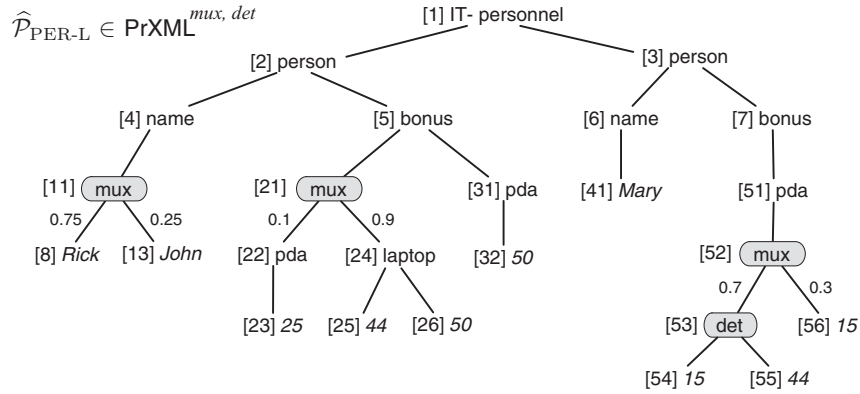 P̂PER-L ∈ PrXML^mux, det
[1] IT- personnel
[2] person [3] person
[4] name [5] bonus [6] name [7] bonus
[11] mux [21] mux [31] pda [41] Mary [51] pda
0.75 0.25 0.1 0.9
[8] Rick [13] John [22] pda [24] laptop [32] 50 [52] mux
0.7 0.3
[23] 25 [25] 44 [26] 50 [53] det [56] 15
[54] 15 [55] 44